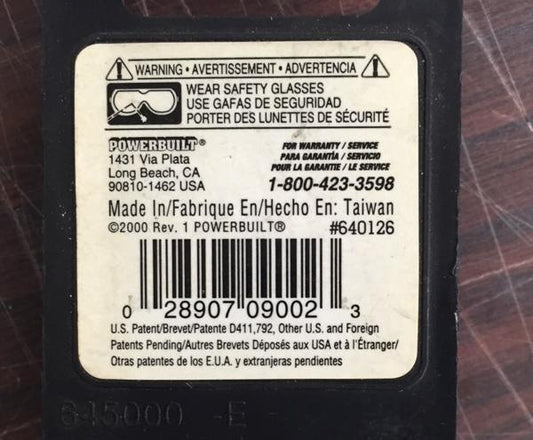 WARNING • AVERTISSEMENT • ADVERTENCIA
WEAR SAFETY GLASSES
USE GAFAS DE SEGURIDAD
PORTER DES LUNETTES DE SÉCURITÉ
POWERBUILT®
1431 Via Plata
Long Beach, CA
90810-1462 USA
FOR WARRANTY / SERVICE
PARA GARANTÍA / SERVICIO
POUR LA GARANTIE / LE SERVICE
1-800-423-3598
Made In/Fabrique En/Hecho En: Taiwan
©2000 Rev. 1 POWERBUILT® #640126
0 28907 09002 3
U.S. Patent/Brevet/Patente D411,792, Other U.S. and Foreign
Patents Pending/Autres Brevets Déposés aux USA et à l'Étranger/
Otras patentes de los E.U.A. y extranjeras pendientes
645000 -E